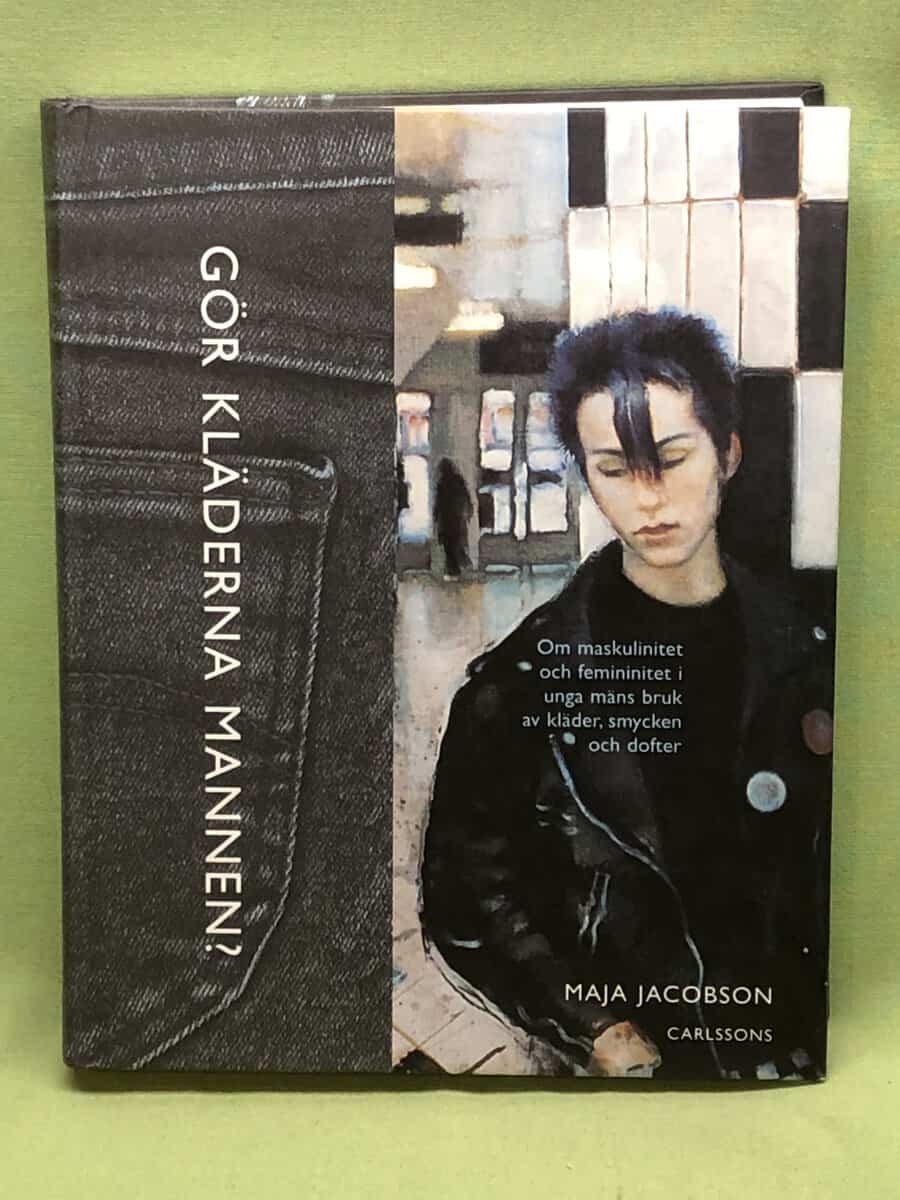 GÖR KLÄDERNA MANNEN?
Om maskulinitet
och femininitet i
unga mäns bruk
av kläder, smycken
och dofter
MAJA JACOBSON
CARLSSONS